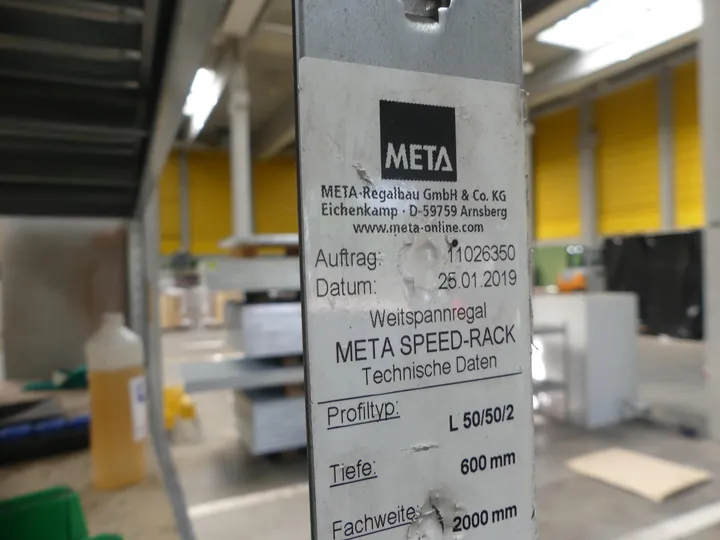 META
META-Regalbau GmbH & Co. KG
Eichenkamp · D-59759 Arnsberg
www.meta-online.com
Auftrag: 11026350
Datum: 25.01.2019
Weitspannregal
META SPEED-RACK
Technische Daten
Profiltyp: L 50/50/2
Tiefe: 600 mm
Fachweite: 2000 mm